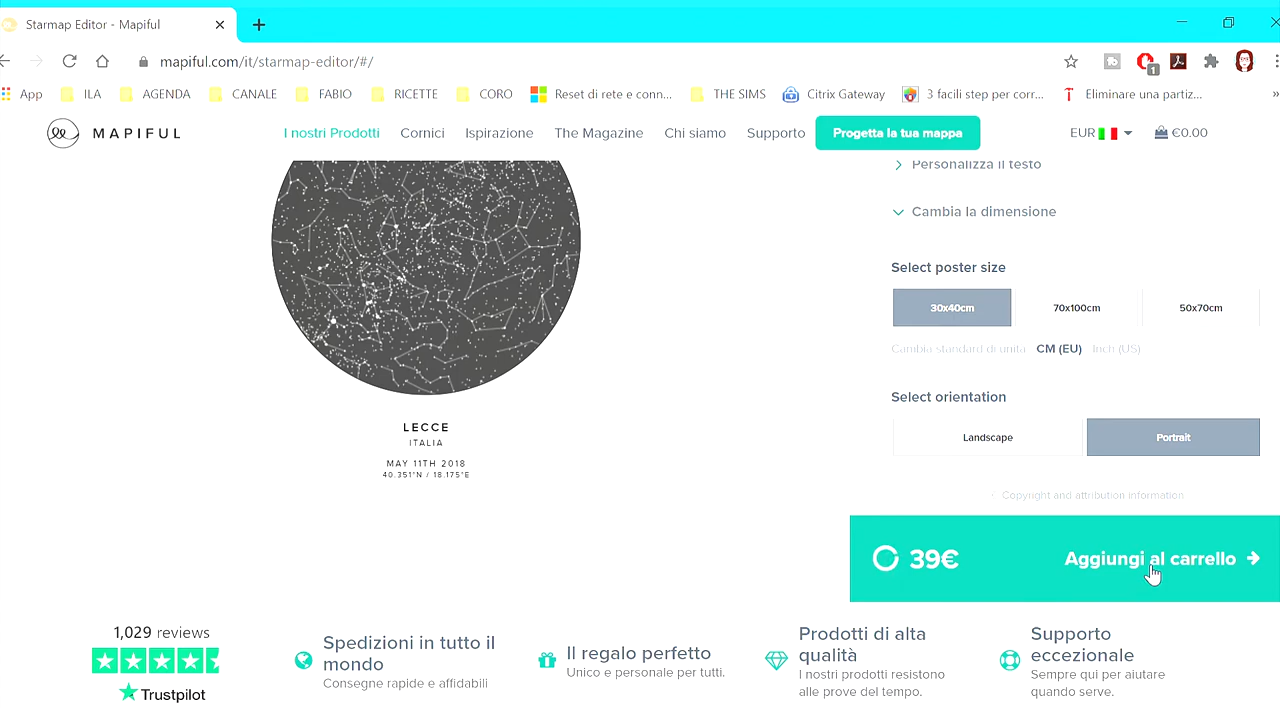 Starmap Editor - Mapiful
mapiful.com/it/starmap-editor/#/
1
App ILA AGENDA CANALE FABIO RICETTE CORO Reset di rete e conn... THE SIMS Citrix Gateway 3 facili step per corr... Eliminare una partiz... »
MAPIFUL I nostri Prodotti Cornici Ispirazione The Magazine Chi siamo Supporto Progetta la tua mappa EUR €0.00
Personalizza il testo
Cambia la dimensione
Select poster size
30x40cm 70x100cm 50x70cm
Cambia standard di unità CM (EU) Inch (US)
Select orientation
Landscape Portrait
LECCE
ITALIA
MAY 11TH 2018
40.351°N / 18.175°E
Copyright and attribution information
39€ Aggiungi al carrello
1,029 reviews
Trustpilot
Spedizioni in tutto il
mondo
Consegne rapide e affidabili
Il regalo perfetto
Unico e personale per tutti.
Prodotti di alta
qualità
I nostri prodotti resistono
alle prove del tempo.
Supporto
eccezionale
Sempre qui per aiutare
quando serve.